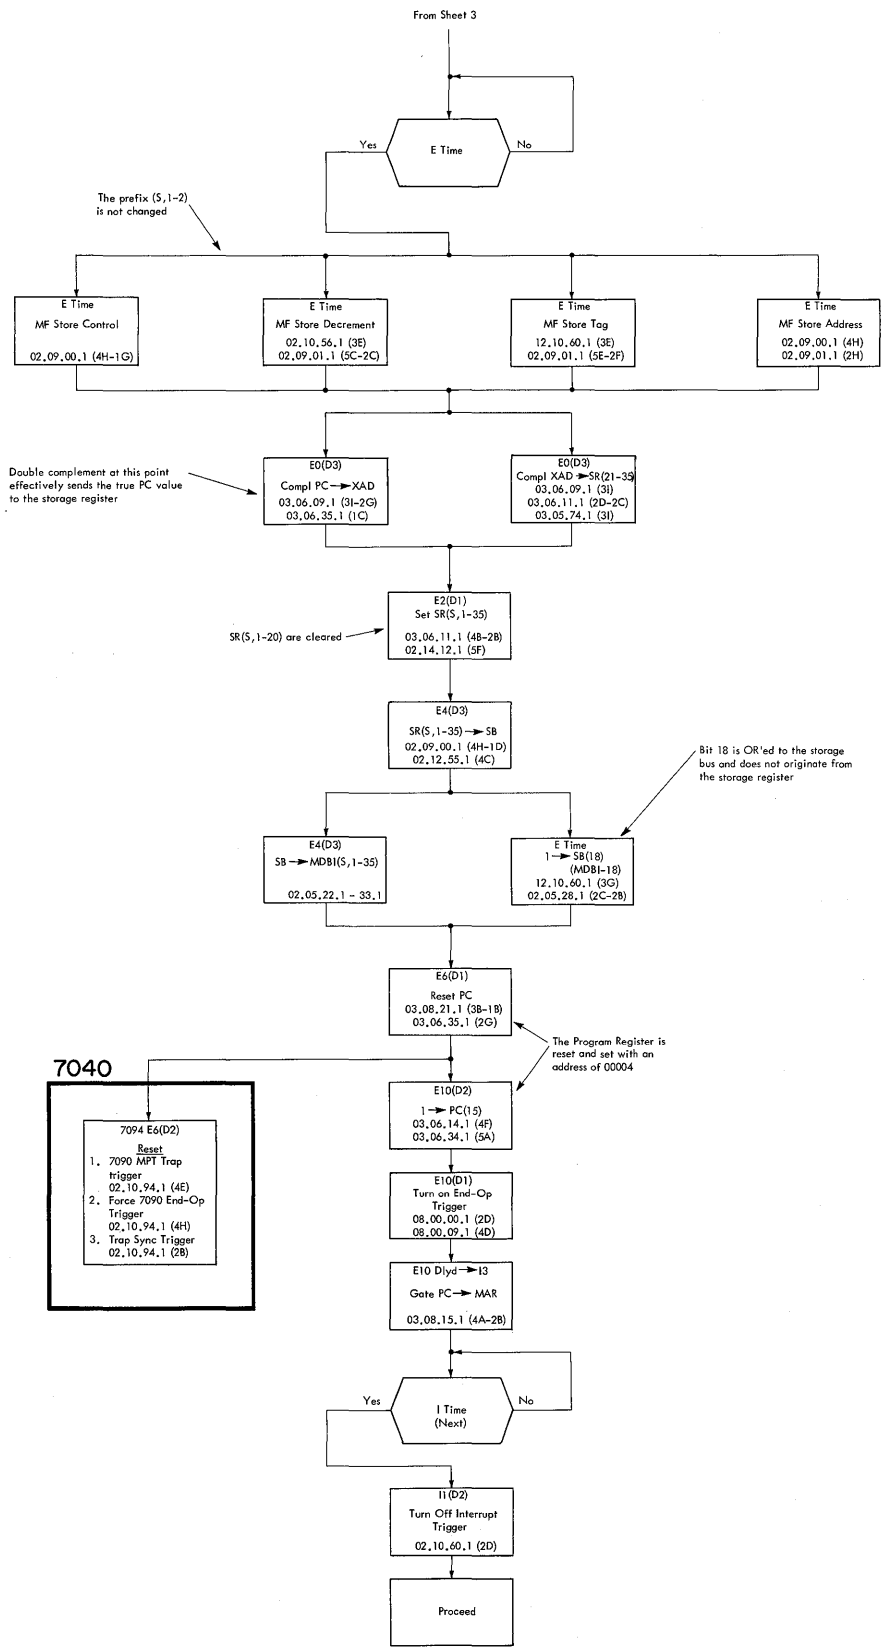 From Sheet 3
Yes
E Time
No
The prefix (S,1-2)
is not changed
E Time
MF Store Control
02.09.00.1 (4H-1G)
E Time
MF Store Decrement
02.10.56.1 (3E)
02.09.01.1 (5C-2C)
E Time
MF Store Tag
12.10.60.1 (3E)
02.09.01.1 (5E-2F)
E Time
MF Store Address
02.09.00.1 (4H)
02.09.01.1 (2H)
Double complement at this point
effectively sends the true PC value
to the storage register
E0(D3)
Compl PC → XAD
03.06.09.1 (3I-2G)
03.06.35.1 (1C)
E0(D3)
Compl XAD → SR(21-35)
03.06.09.1 (3I)
03.06.11.1 (2D-2C)
03.05.74.1 (3I)
SR(S,1-20) are cleared
E2(D1)
Set SR(S,1-35)
03.06.11.1 (4B-2B)
02.14.12.1 (5F)
E4(D3)
SR(S,1-35) → SB
02.09.00.1 (4H-1D)
02.12.55.1 (4C)
Bit 18 is OR'ed to the storage
bus and does not originate from
the storage register
E4(D3)
SB → MDBI(S,1-35)
02.05.22.1 - 33.1
E Time
1 → SB(18)
(MDBI-18)
12.10.60.1 (3G)
02.05.28.1 (2C-2B)
E6(D1)
Reset PC
03.08.21.1 (3B-1B)
03.06.35.1 (2G)
The Program Register is
reset and set with an
address of 00004
7040
7094 E6(D2)
Reset
1. 7090 MPT Trap
trigger
02.10.94.1 (4E)
2. Force 7090 End-Op
Trigger
02.10.94.1 (4H)
3. Trap Sync Trigger
02.10.94.1 (2B)
E10(D2)
1 → PC(15)
03.06.14.1 (4F)
03.06.34.1 (5A)
E10(D1)
Turn on End-Op
Trigger
08.00.00.1 (2D)
08.00.09.1 (4D)
E10 Dlyd → I3
Gate PC → MAR
03.08.15.1 (4A-2B)
Yes
I Time
(Next)
No
I1(D2)
Turn Off Interrupt
Trigger
02.10.60.1 (2D)
Proceed